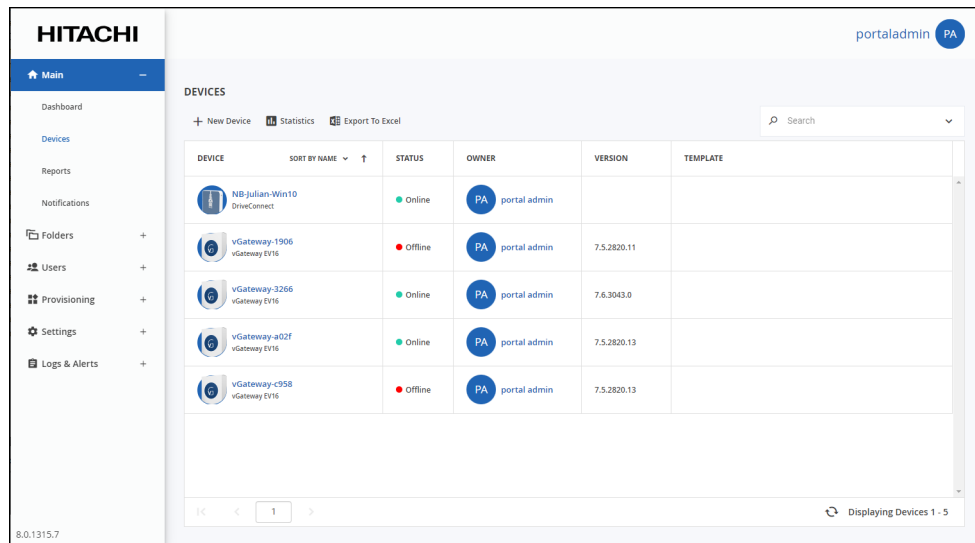 HITACHI
portaladmin PA
Main
Dashboard
Devices
Reports
Notifications
Folders
Users
Provisioning
Settings
Logs & Alerts
8.0.1315.7
DEVICES
New Device Statistics Export To Excel Search
DEVICE SORT BY NAME STATUS OWNER VERSION TEMPLATE
NB-Julian-Win10
DriveConnect
Online PA portal admin
vGateway-1906
vGateway EV16
Offline PA portal admin 7.5.2820.11
vGateway-3266
vGateway EV16
Online PA portal admin 7.6.3043.0
vGateway-a02f
vGateway EV16
Online PA portal admin 7.5.2820.13
vGateway-c958
vGateway EV16
Offline PA portal admin 7.5.2820.13
1
Displaying Devices 1 - 5